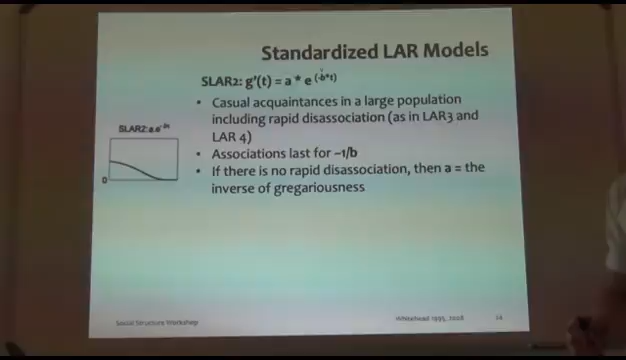 Standardized LAR Models
SLAR2: g'(t) = a * e (-b*t)
• Casual acquaintances in a large population
including rapid disassociation (as in LAR3 and
LAR 4)
• Associations last for ~1/b
• If there is no rapid disassociation, then a = the
inverse of gregariousness
SLAR2: a.e-bt
0
Social Structure Workshop
Whitehead 1995, 2008